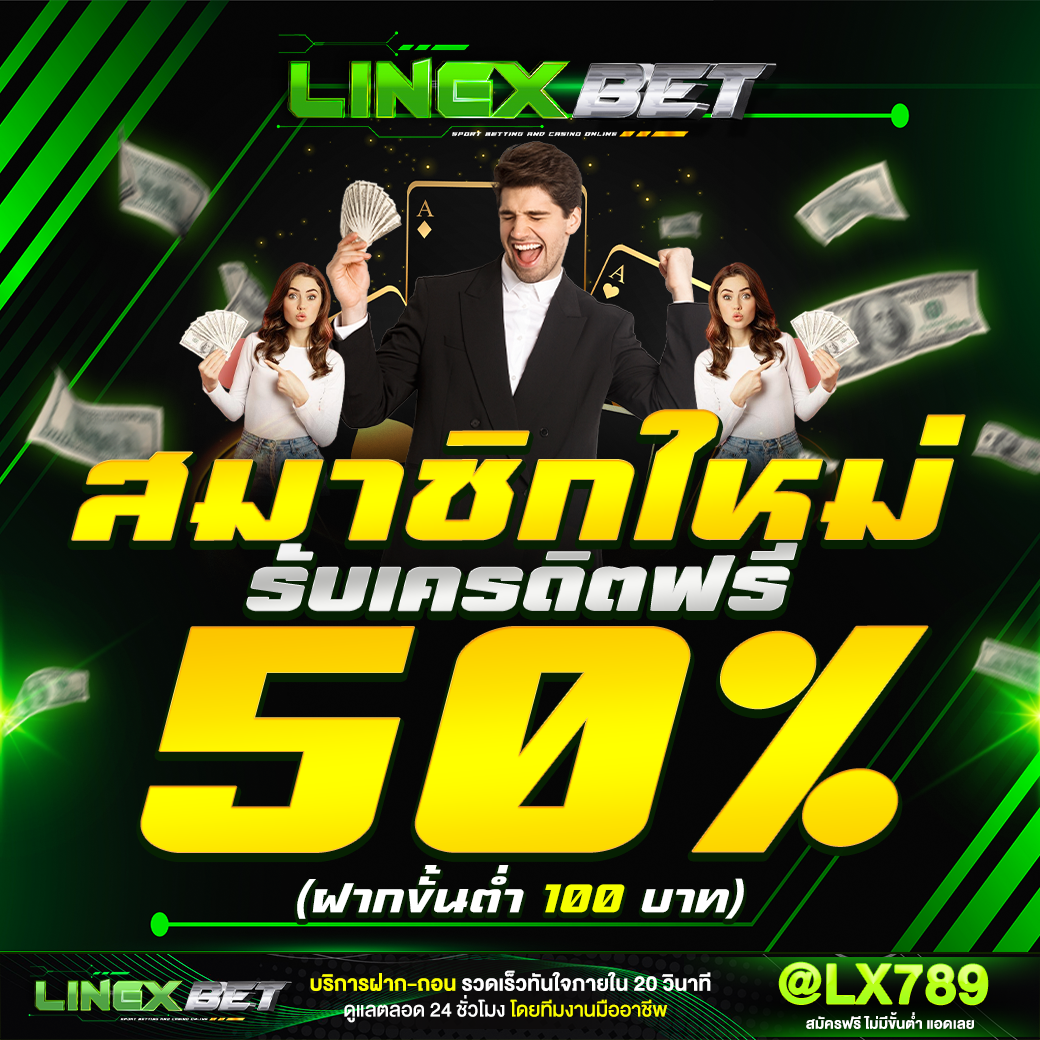 LINEXBET
SPORT BETTING AND CASINO ONLINE
A
A
สมาชิกใหม่
รับเครดิตฟรี
50%
(ฝากขั้นต่ำ 100 บาท)
LINEXBET
SPORT BETTING AND CASINO ONLINE
บริการฝาก-ถอน รวดเร็วทันใจภายใน 20 วินาที
ดูแลตลอด 24 ชั่วโมง โดยทีมงานมืออาชีพ
@LX789
สมัครฟรี ไม่มีขั้นต่ำ แอดเลย